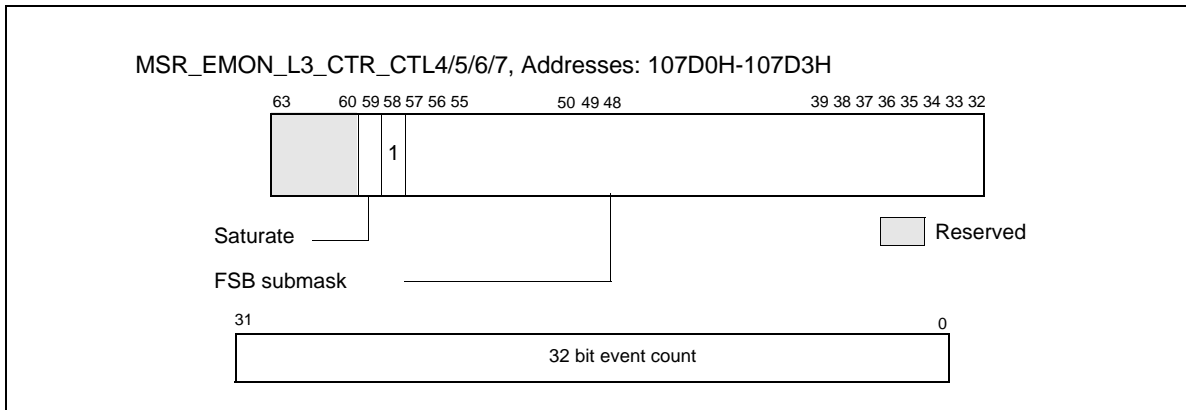 MSR_EMON_L3_CTR_CTL4/5/6/7, Addresses: 107D0H-107D3H
63 60 59 58 57 56 55 50 49 48 39 38 37 36 35 34 33 32
1
Saturate
Reserved
FSB submask
31 0
32 bit event count